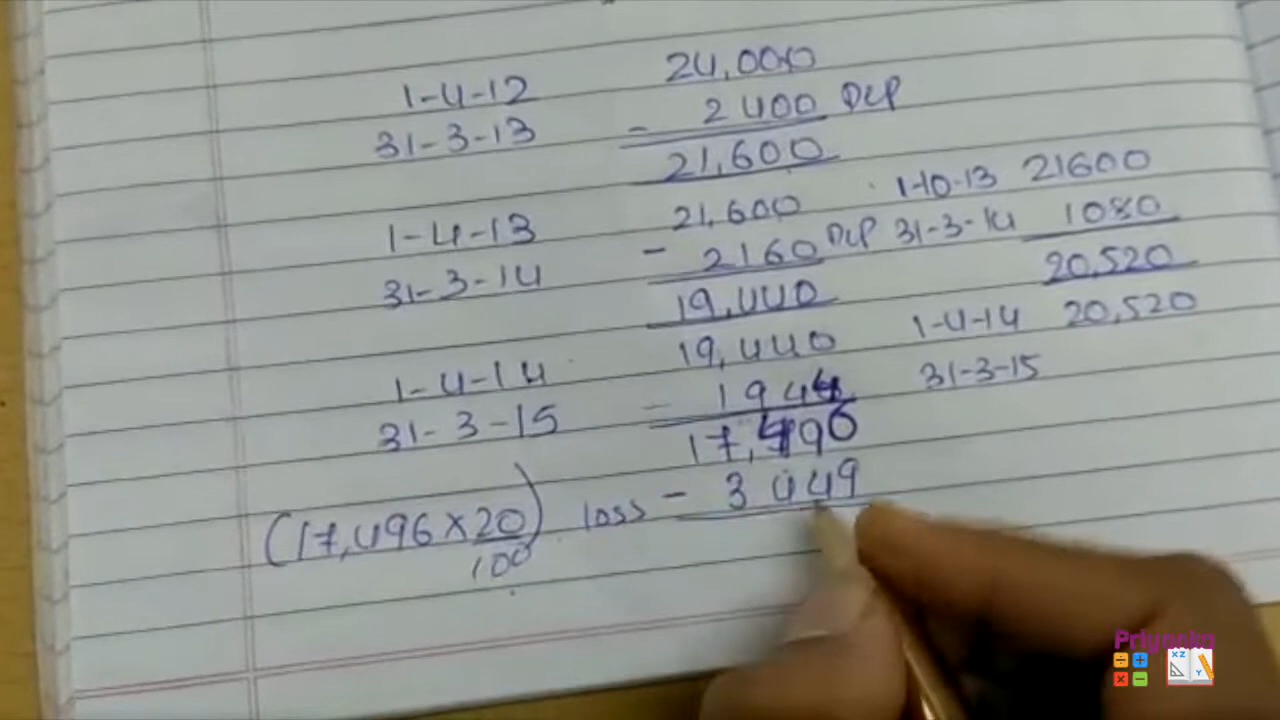 1-4-12 24,000
31-3-13 - 2400 DEP
21,600
1-4-13 21,600 1-10-13 21600
31-3-14 - 2160 DEP 31-3-14 1080
19,440 20,520
1-4-14 19,440 1-4-14 20,520
31-3-15 - 1944 31-3-15
17,496
(17,496 × 20/100) loss - 3449
Priyanka